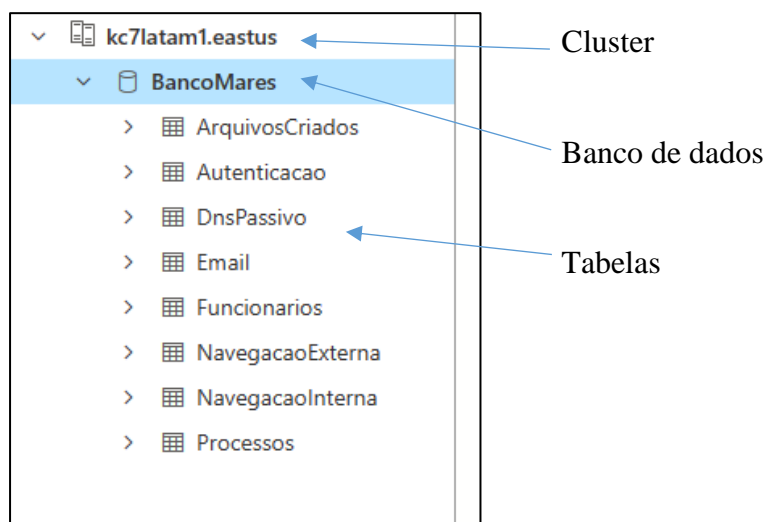 kc7latam1.eastus
Cluster
BancoMares
ArquivosCriados
Banco de dados
Autenticacao
DnsPassivo
Tabelas
Email
Funcionarios
NavegacaoExterna
NavegacaoInterna
Processos